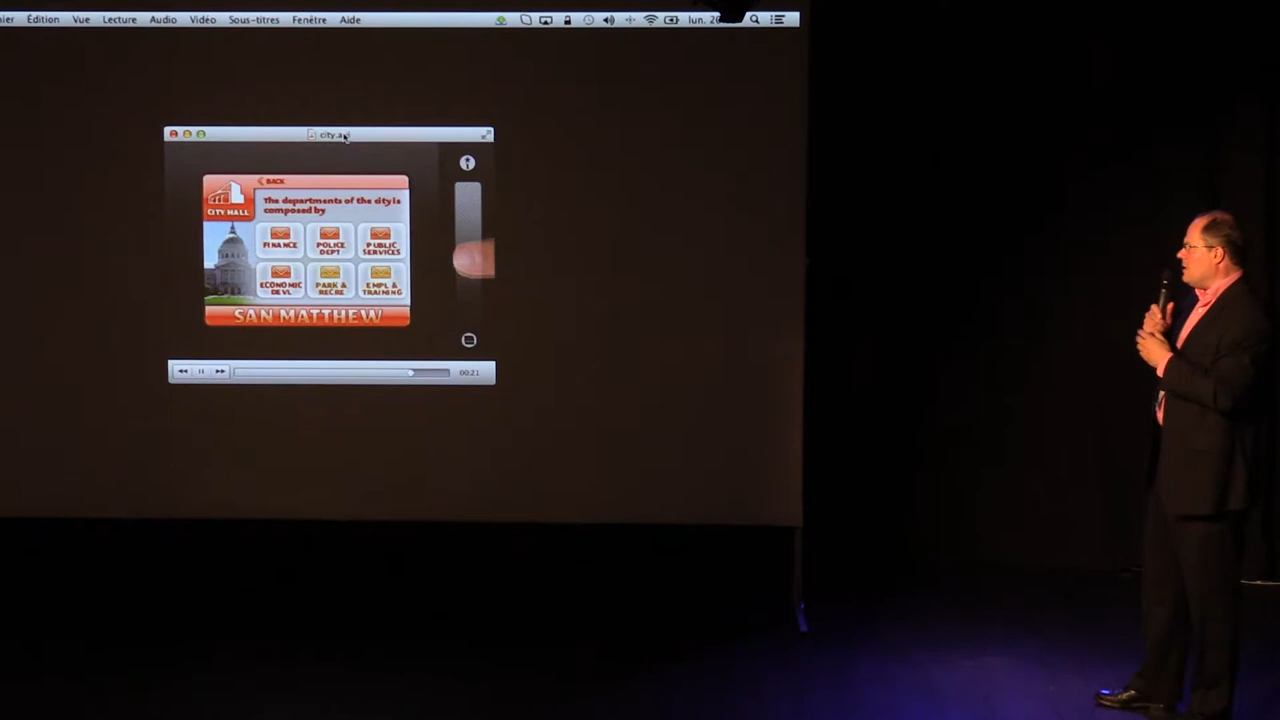 Édition Vue Lecture Audio Vidéo Sous-titres Fenêtre Aide lun.
BACK
CITY HALL
The departments of the city is
composed by
FINANCE POLICE DEPT PUBLIC SERVICES
ECONOMIC DEVL PARK & RECRE EMPL & TRAINING
SAN MATTHEW
00:21